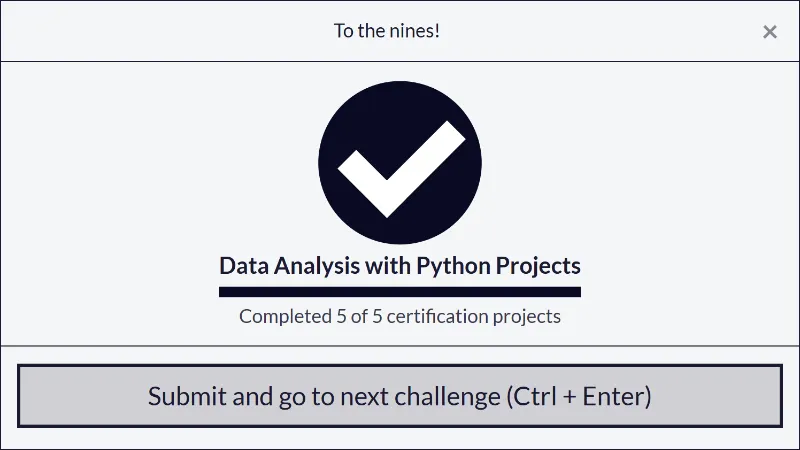 To the nines!
Data Analysis with Python Projects
Completed 5 of 5 certification projects
Submit and go to next challenge (Ctrl + Enter)